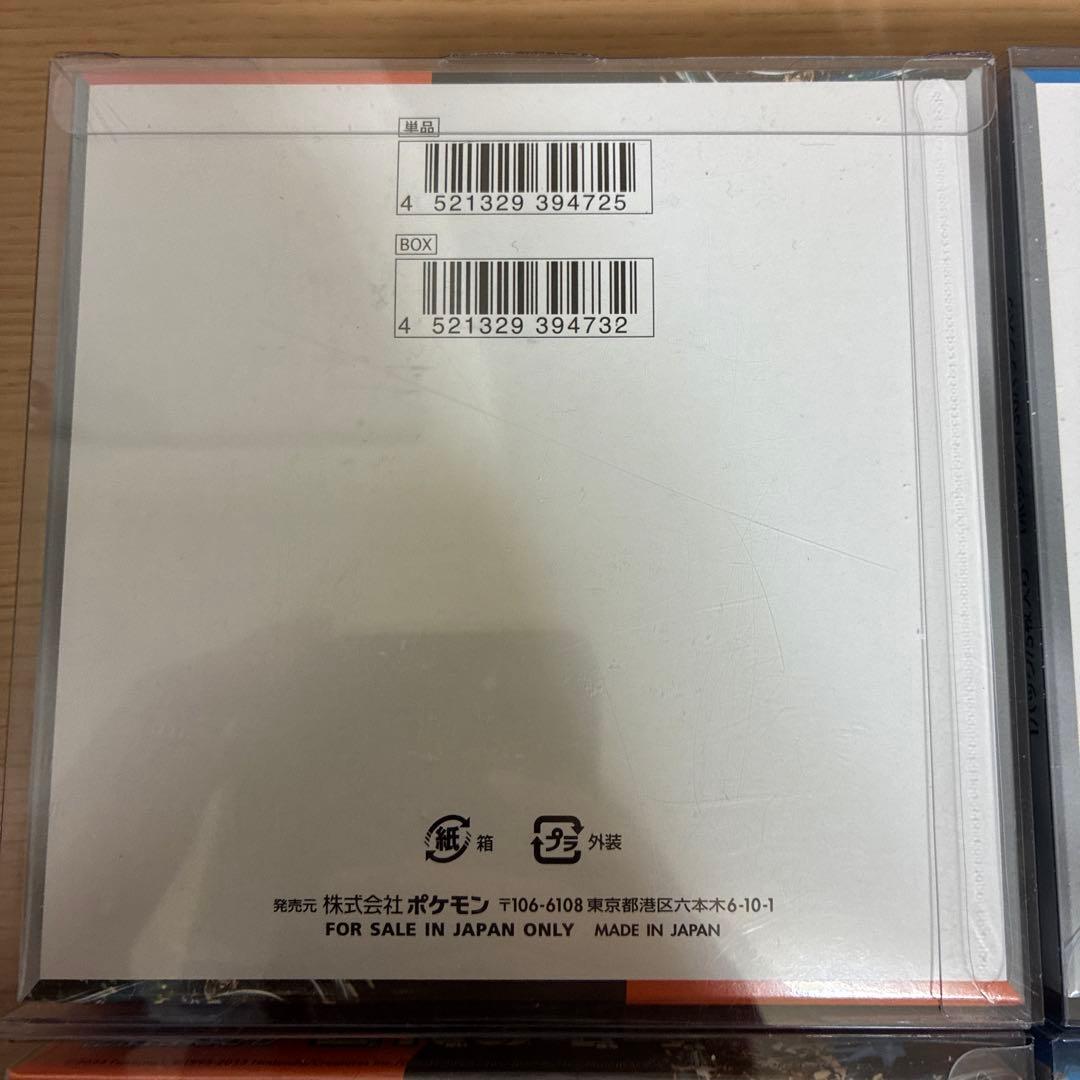 単品
4 521329 394725
BOX
4 521329 394732
紙 箱 プラ 外装
発売元 株式会社 ポケモン 〒106-6108 東京都港区六本木6-10-1
FOR SALE IN JAPAN ONLY MADE IN JAPAN